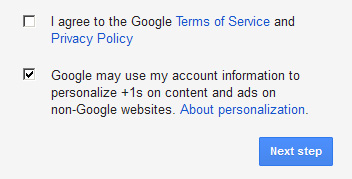 I agree to the Google Terms of Service and
Privacy Policy
Google may use my account information to
personalize +1s on content and ads on
non-Google websites. About personalization.
Next step